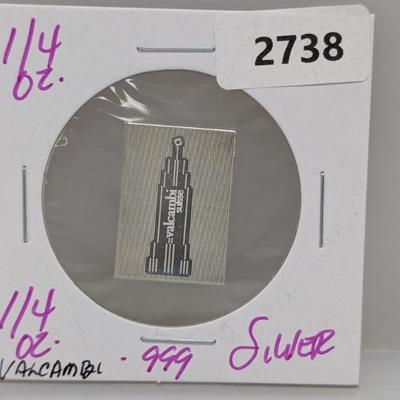 1/4
OZ.
2738
valcambi
suisse
1/4
OZ.
VALCAMBI
.999 SILVER